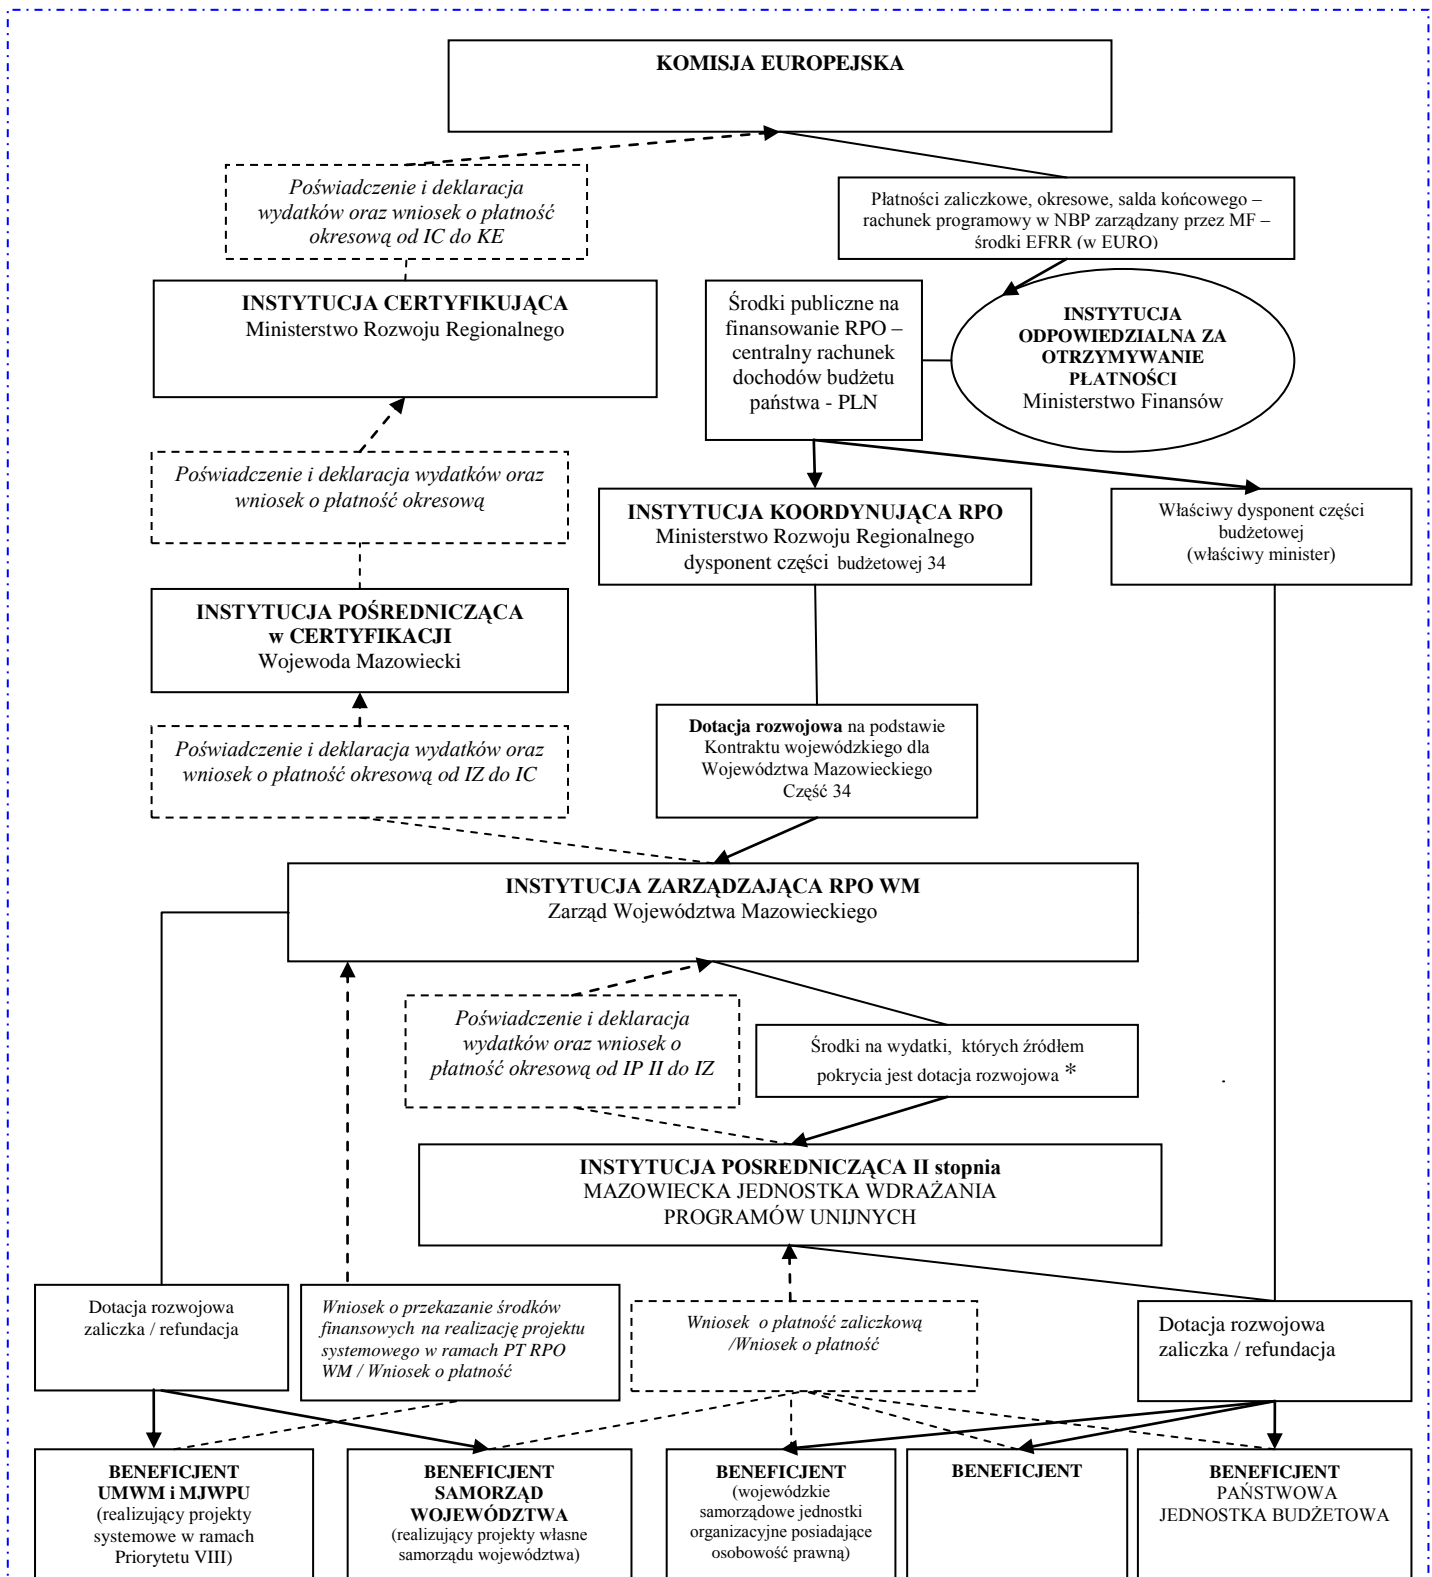 KOMISJA EUROPEJSKA
Poświadczenie i deklaracja
wydatków oraz wniosek o płatność
okresową od IC do KE
Płatności zaliczkowe, okresowe, salda końcowego –
rachunek programowy w NBP zarządzany przez MF –
środki EFRR (w EURO)
INSTYTUCJA CERTYFIKUJĄCA
Ministerstwo Rozwoju Regionalnego
Środki publiczne na
finansowanie RPO –
centralny rachunek
dochodów budżetu
państwa - PLN
INSTYTUCJA
ODPOWIEDZIALNA ZA
OTRZYMYWANIE
PŁATNOŚCI
Ministerstwo Finansów
Poświadczenie i deklaracja wydatków oraz
wniosek o płatność okresową
INSTYTUCJA KOORDYNUJĄCA RPO
Ministerstwo Rozwoju Regionalnego
dysponent części budżetowej 34
Właściwy dysponent części
budżetowej
(właściwy minister)
INSTYTUCJA POŚREDNICZĄCA
w CERTYFIKACJI
Wojewoda Mazowiecki
Poświadczenie i deklaracja wydatków oraz
wniosek o płatność okresową od IZ do IC
Dotacja rozwojowa na podstawie
Kontraktu wojewódzkiego dla
Województwa Mazowieckiego
Część 34
INSTYTUCJA ZARZĄDZAJĄCA RPO WM
Zarząd Województwa Mazowieckiego
Poświadczenie i deklaracja
wydatków oraz wniosek o
płatność okresową od IP II do IZ
Środki na wydatki, których źródłem
pokrycia jest dotacja rozwojowa *
INSTYTUCJA POSREDNICZĄCA II stopnia
MAZOWIECKA JEDNOSTKA WDRAŻANIA
PROGRAMÓW UNIJNYCH
Dotacja rozwojowa
zaliczka / refundacja
Wniosek o przekazanie środków
finansowych na realizację projektu
systemowego w ramach PT RPO
WM / Wniosek o płatność
Wniosek o płatność zaliczkową
/Wniosek o płatność
Dotacja rozwojowa
zaliczka / refundacja
BENEFICJENT
UMWM i MJWPU
(realizujący projekty
systemowe w ramach
Priorytetu VIII)
BENEFICJENT
SAMORZĄD
WOJEWÓDZTWA
(realizujący projekty własne
samorządu województwa)
BENEFICJENT
(wojewódzkie
samorządowe jednostki
organizacyjne posiadające
osobowość prawną)
BENEFICJENT
BENEFICJENT
PAŃSTWOWA
JEDNOSTKA BUDŻETOWA